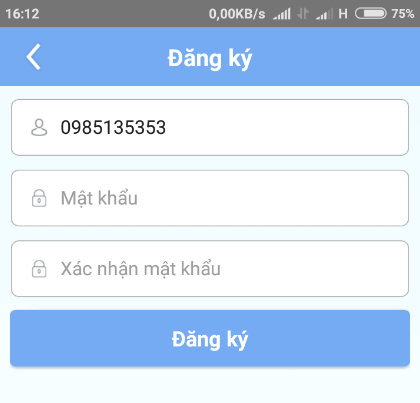 16:12 0,00KB/s H 75%
Đăng ký
0985135353
Mật khẩu
Xác nhận mật khẩu
Đăng ký